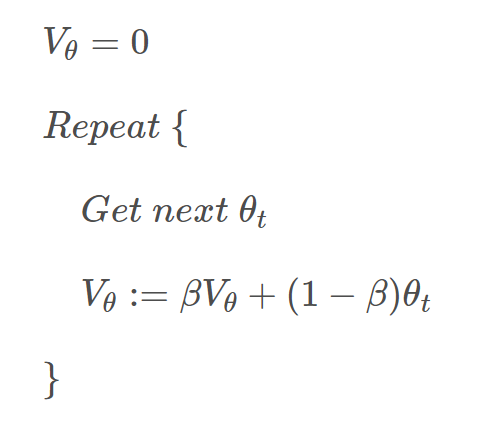 V_θ = 0
Repeat {
Get next θ_t
V_θ := βV_θ + (1 − β)θ_t
}